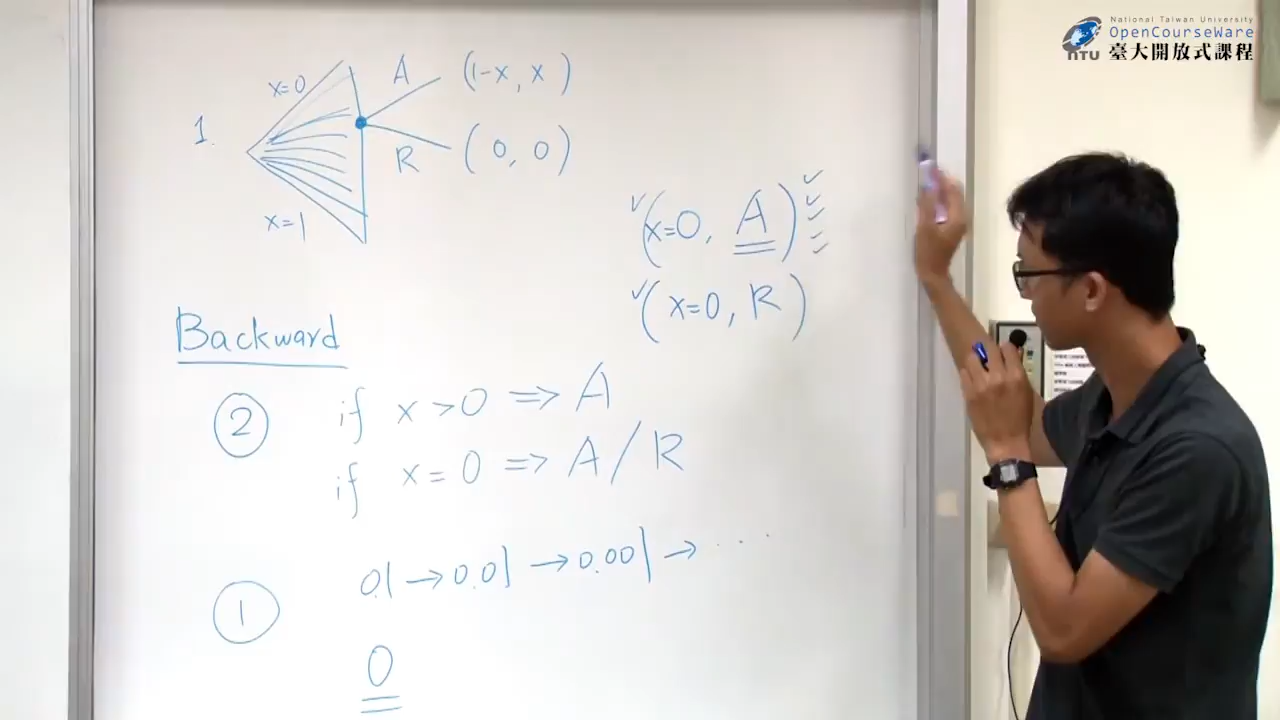 National Taiwan University
OpenCourseWare
NTU 臺大開放式課程
1.
x=0
A (1-x, x)
R (0, 0)
x=1
(x=0, A)
(x=0, R)
Backward
② if x>0 ⇒ A
if x=0 ⇒ A/R
① 0.1 → 0.01 → 0.001 → ....
0